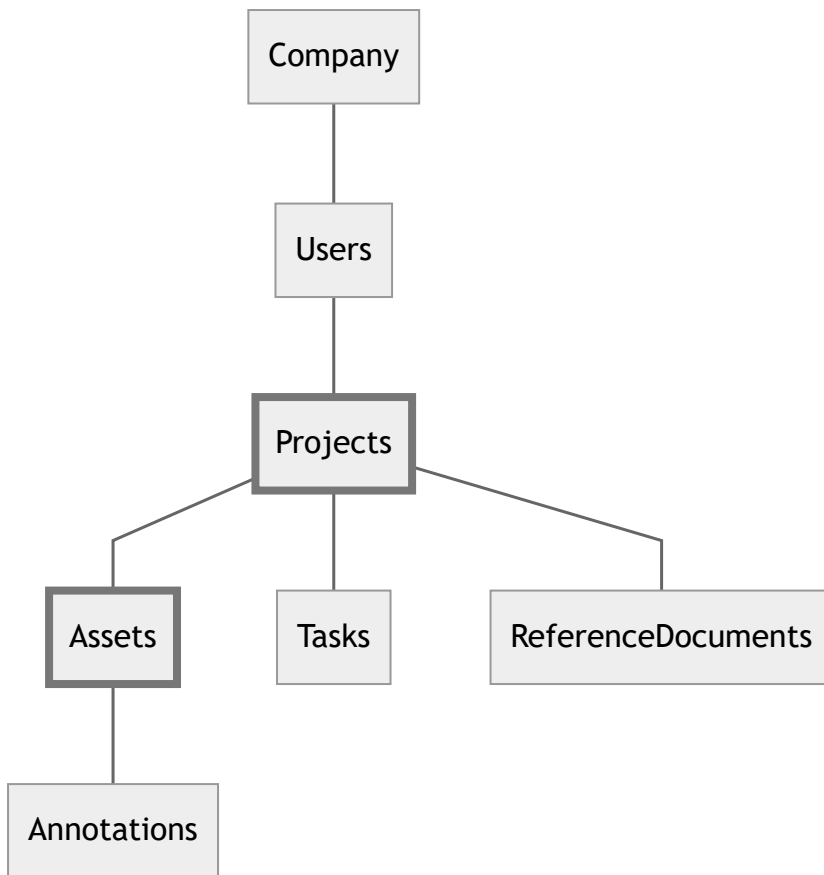 Company
Users
Projects
Assets
Tasks
ReferenceDocuments
Annotations